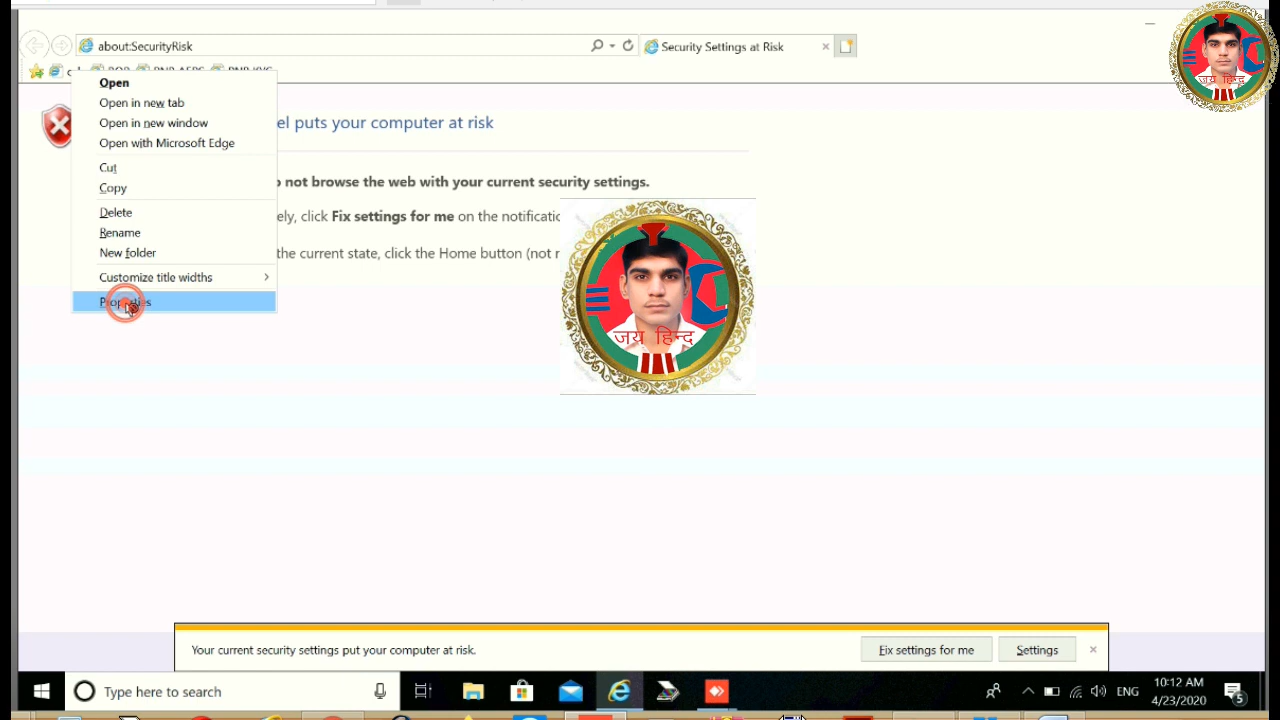 about:SecurityRisk
Security Settings at Risk
Open
Open in new tab
Open in new window
Open with Microsoft Edge
Cut
Copy
Delete
Rename
New folder
Customize title widths
Properties
puts your computer at risk
not browse the web with your current security settings.
click Fix settings for me on the
the current state, click the Home button (not
जय हिन्द
जय हिन्द
Your current security settings put your computer at risk.
Fix settings for me
Settings
Type here to search
ENG
10:12 AM
4/23/2020
5